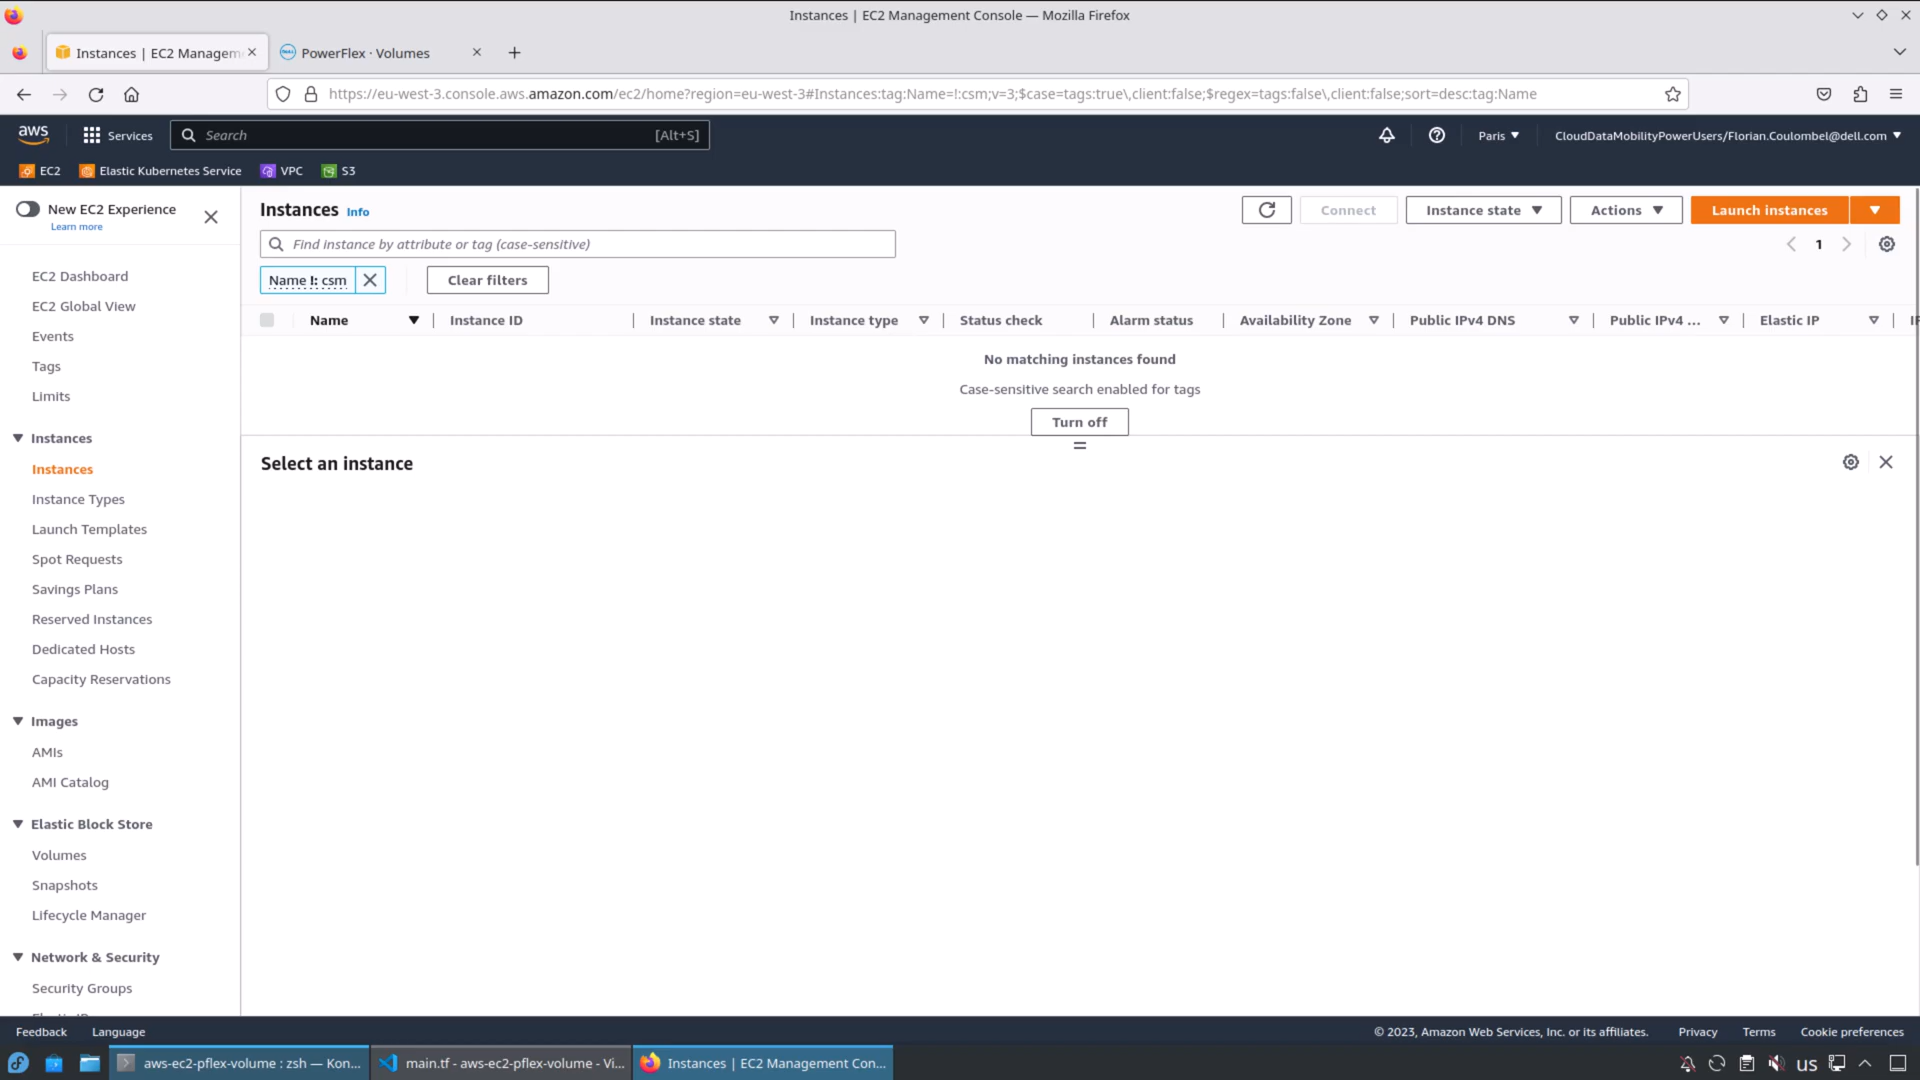 Instances | EC2 Management Console — Mozilla Firefox
Instances | EC2 Managem
PowerFlex · Volumes
https://eu-west-3.console.aws.amazon.com/ec2/home?region=eu-west-3#Instances:tag:Name=!:csm;v=3;$case=tags:true\,client:false;$regex=tags:false\,client:false;sort=desc:tag:Name
aws
Services
Search
[Alt+S]
Paris
CloudDataMobilityPowerUsers/Florian.Coulombel@dell.com
EC2
Elastic Kubernetes Service
VPC
S3
New EC2 Experience
Learn more
EC2 Dashboard
EC2 Global View
Events
Tags
Limits
Instances
Instances
Instance Types
Launch Templates
Spot Requests
Savings Plans
Reserved Instances
Dedicated Hosts
Capacity Reservations
Images
AMIs
AMI Catalog
Elastic Block Store
Volumes
Snapshots
Lifecycle Manager
Network & Security
Security Groups
Instances Info
Connect
Instance state
Actions
Launch instances
Find instance by attribute or tag (case-sensitive)
1
Name !: csm
Clear filters
Name
Instance ID
Instance state
Instance type
Status check
Alarm status
Availability Zone
Public IPv4 DNS
Public IPv4 ...
Elastic IP
No matching instances found
Case-sensitive search enabled for tags
Turn off
Select an instance
Feedback
Language
© 2023, Amazon Web Services, Inc. or its affiliates.
Privacy
Terms
Cookie preferences
aws-ec2-pflex-volume : zsh — Kon...
main.tf - aws-ec2-pflex-volume - Vi...
Instances | EC2 Management Con...
us